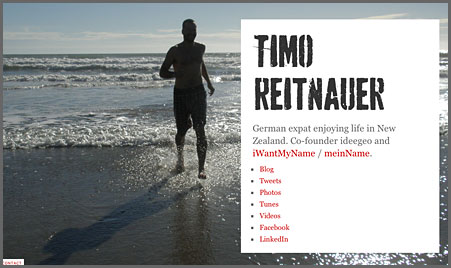 TIMO
REITNAUER
German expat enjoying life in New
Zealand. Co-founder ideegeo and
iWantMyName / meinName.
Blog
Tweets
Photos
Tunes
Videos
Facebook
LinkedIn
CONTACT